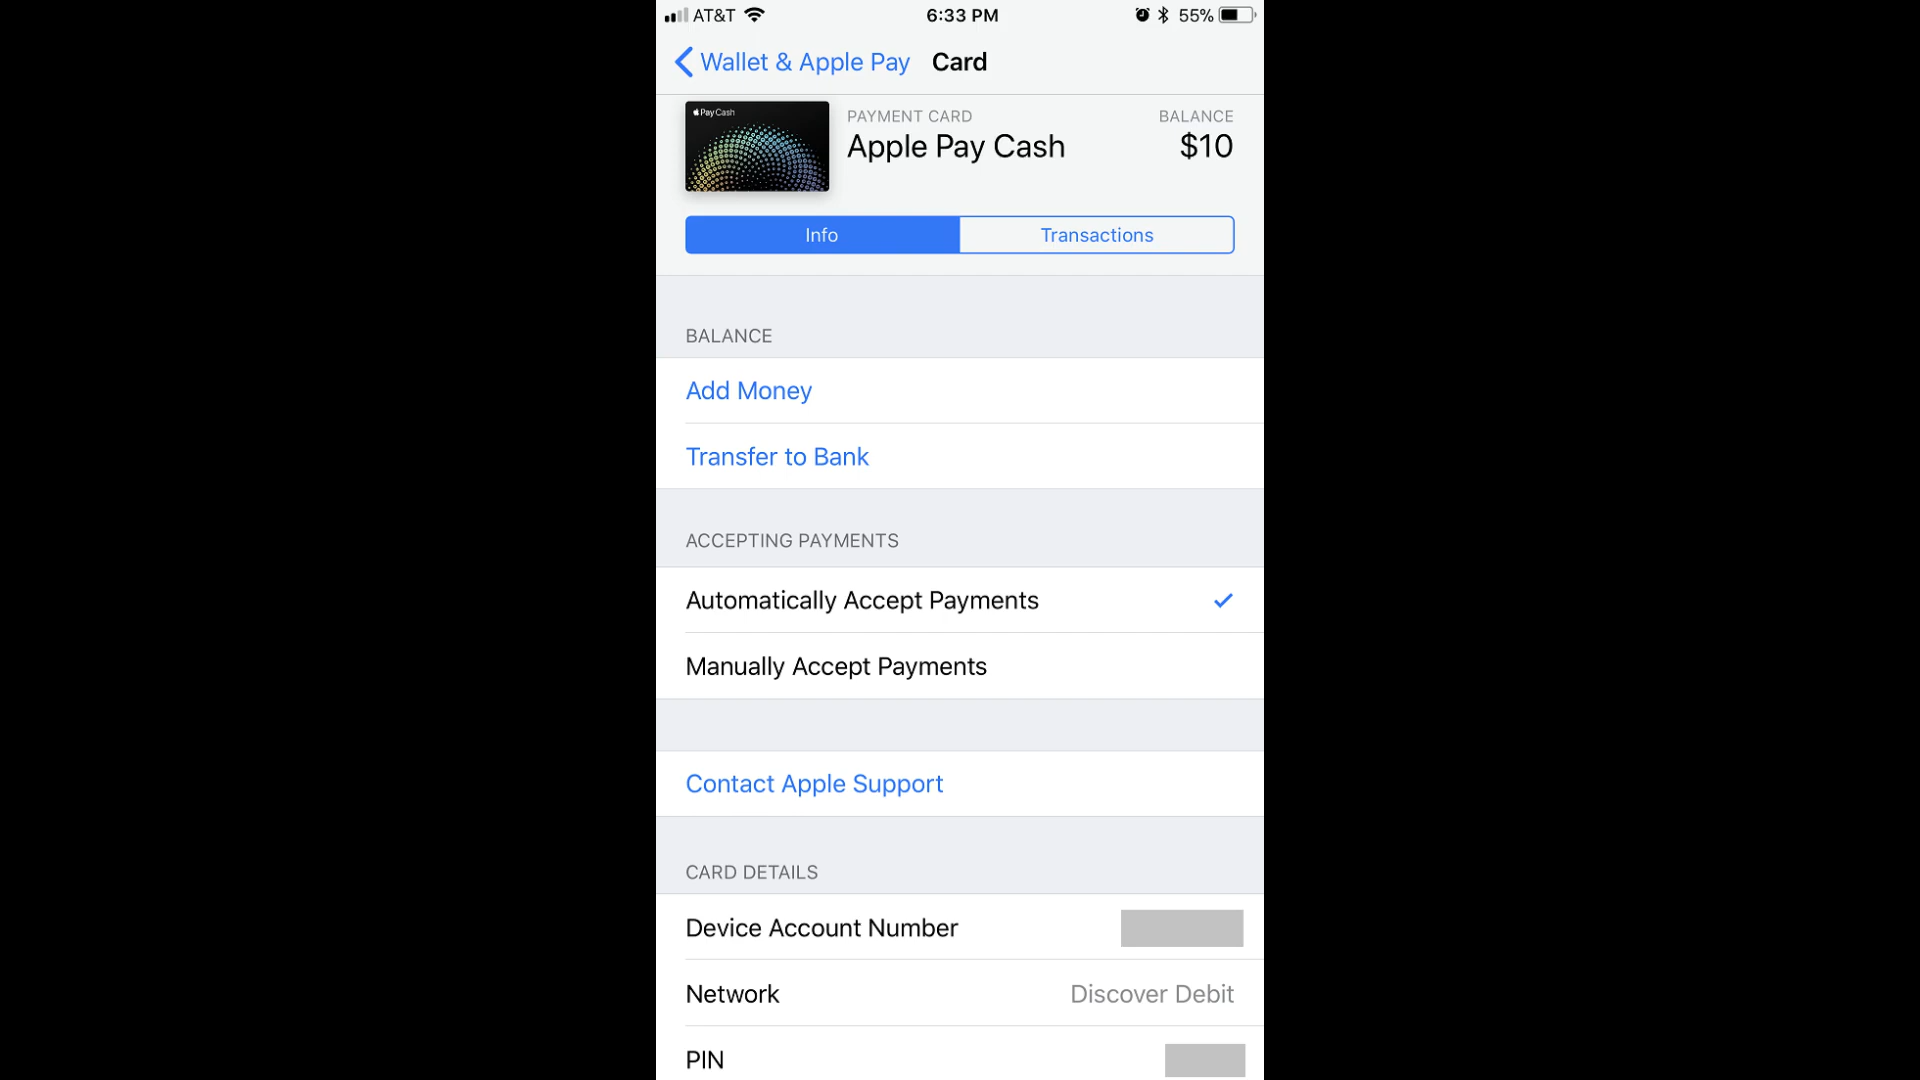 AT&T 6:33 PM 55%
Wallet & Apple Pay Card
Pay Cash
PAYMENT CARD BALANCE
Apple Pay Cash $10
Info Transactions
BALANCE
Add Money
Transfer to Bank
ACCEPTING PAYMENTS
Automatically Accept Payments
Manually Accept Payments
Contact Apple Support
CARD DETAILS
Device Account Number
Network Discover Debit
PIN